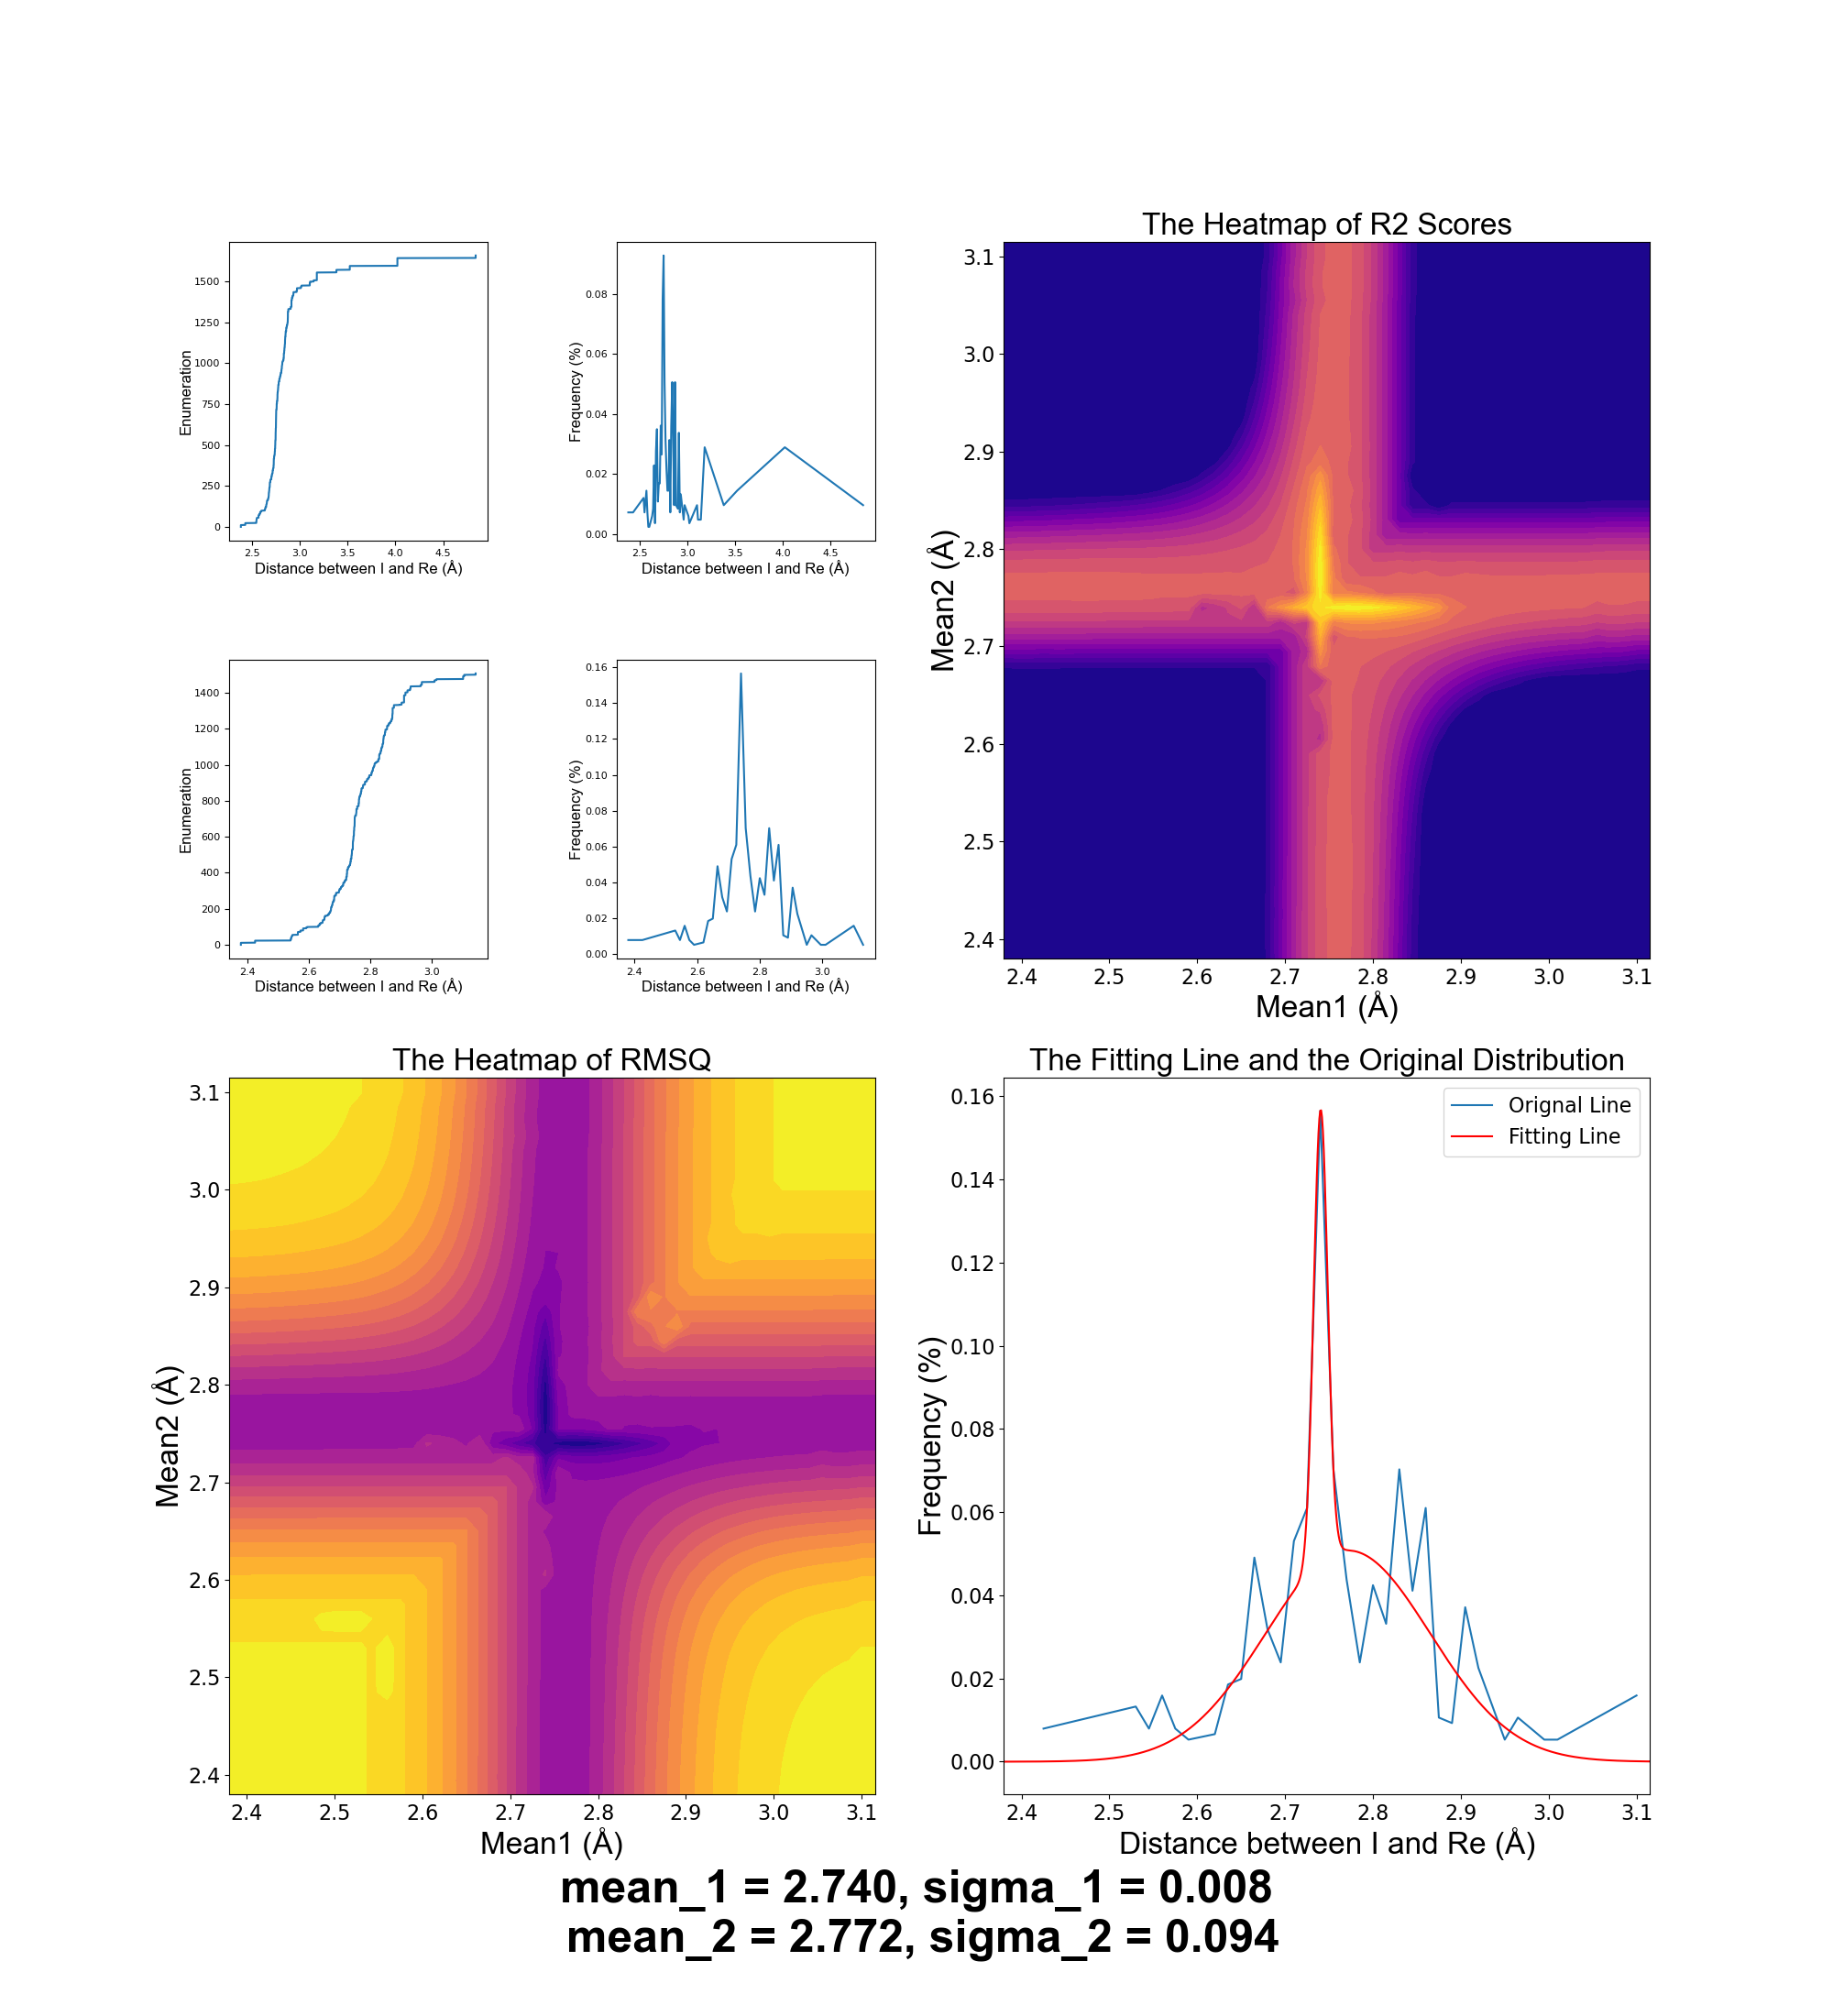 The Heatmap of R2 Scores
1500
1250
1000
750
500
250
0
Enumeration
2.5 3.0 3.5 4.0 4.5
Distance between I and Re (Å)
0.08
0.06
0.04
0.02
0.00
Frequency (%)
2.5 3.0 3.5 4.0 4.5
Distance between I and Re (Å)
3.1
3.0
2.9
2.8
2.7
2.6
2.5
2.4
Mean2 (Å)
2.4 2.5 2.6 2.7 2.8 2.9 3.0 3.1
Mean1 (Å)
1400
1200
1000
800
600
400
200
0
Enumeration
2.4 2.6 2.8 3.0
Distance between I and Re (Å)
0.16
0.14
0.12
0.10
0.08
0.06
0.04
0.02
0.00
Frequency (%)
2.4 2.6 2.8 3.0
Distance between I and Re (Å)
The Heatmap of RMSQ
3.1
3.0
2.9
2.8
2.7
2.6
2.5
2.4
Mean2 (Å)
2.4 2.5 2.6 2.7 2.8 2.9 3.0 3.1
Mean1 (Å)
The Fitting Line and the Original Distribution
Orignal Line
Fitting Line
0.16
0.14
0.12
0.10
0.08
0.06
0.04
0.02
0.00
Frequency (%)
2.4 2.5 2.6 2.7 2.8 2.9 3.0 3.1
Distance between I and Re (Å)
mean_1 = 2.740, sigma_1 = 0.008
mean_2 = 2.772, sigma_2 = 0.094